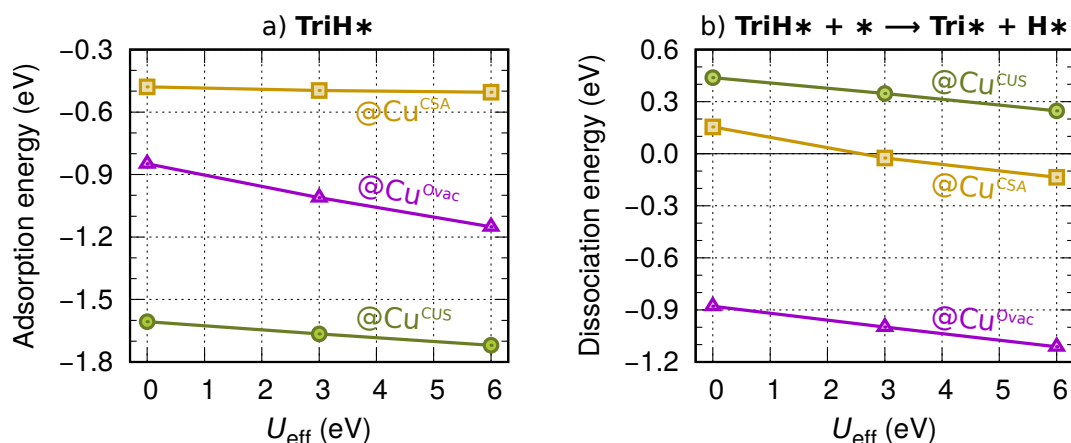 a) TriH∗
Adsorption energy (eV)
−0.3
−0.6
−0.9
−1.2
−1.5
−1.8
@Cu^CSA
@Cu^Ovac
@Cu^CUS
0 1 2 3 4 5 6
U_eff (eV)
b) TriH∗ + ∗ ⟶ Tri∗ + H∗
Dissociation energy (eV)
0.6
0.3
0.0
−0.3
−0.6
−0.9
−1.2
@Cu^CUS
@Cu^CSA
@Cu^Ovac
0 1 2 3 4 5 6
U_eff (eV)